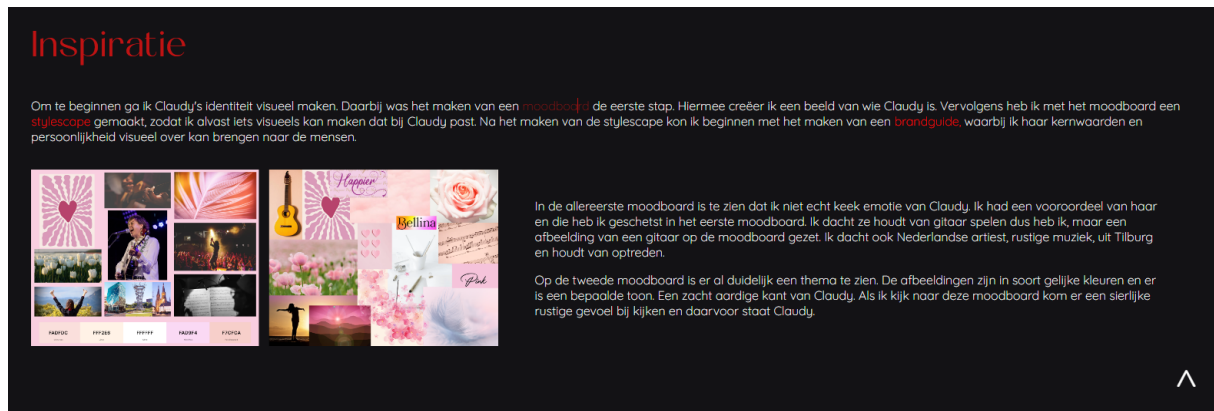 Inspiratie
Om te beginnen ga ik Claudy's identiteit visueel maken. Daarbij was het maken van een moodboard de eerste stap. Hiermee creëer ik een beeld van wie Claudy is. Vervolgens heb ik met het moodboard een
stylescape gemaakt, zodat ik alvast iets visueels kan maken dat bij Claudy past. Na het maken van de stylescape kon ik beginnen met het maken van een brandguide, waarbij ik haar kernwaarden en
persoonlijkheid visueel over kan brengen naar de mensen.
Happier
Bellina
Pink
FADFDC FFF2E6 FFFFFF
In de allereerste moodboard is te zien dat ik niet echt keek emotie van Claudy. Ik had een vooroordeel van haar
en die heb ik geschetst in het eerste moodboard. Ik dacht ze houdt van gitaar spelen dus heb ik, maar een
afbeelding van een gitaar op de moodboard gezet. Ik dacht ook Nederlandse artiest, rustige muziek, uit Tilburg
en houdt van optreden.
Op de tweede moodboard is er al duidelijk een thema te zien. De afbeeldingen zijn in soort gelijke kleuren en er
is een bepaalde toon. Een zacht aardige kant van Claudy. Als ik kijk naar deze moodboard kom er een sierlijke
rustige gevoel bij kijken en daarvoor staat Claudy.